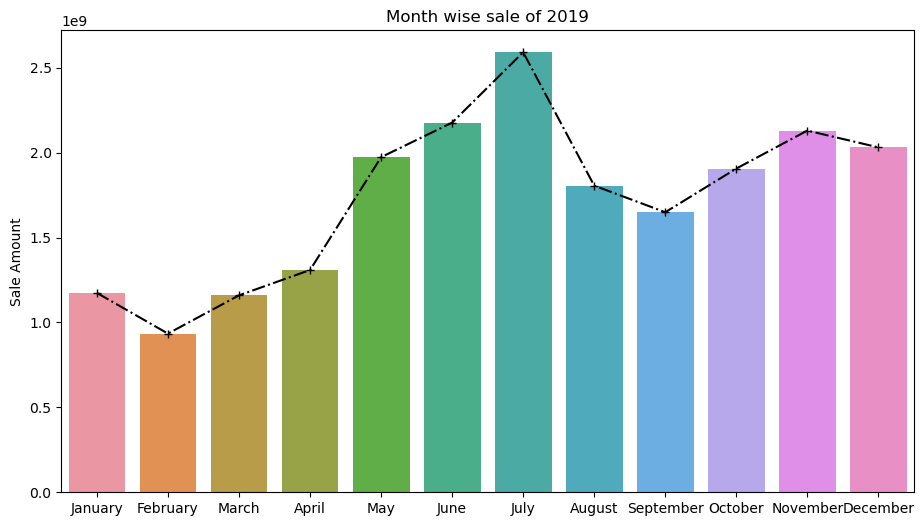 Month wise sale of 2019
1e9
2.5
2.0
1.5
1.0
0.5
0.0
Sale Amount
January February March April May June July August September October November December